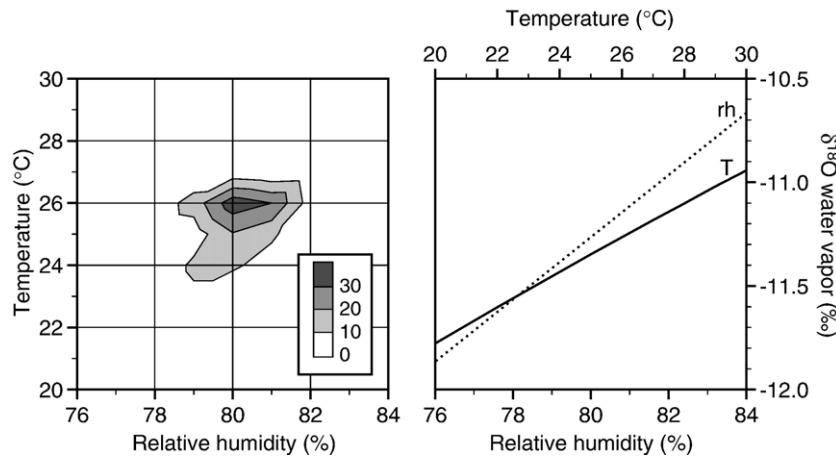 Temperature (°C)
20 22 24 26 28 30
30
28
26
24
22
20
Temperature (°C)
30
20
10
0
76 78 80 82 84
Relative humidity (%)
rh
T
-10.5
-11.0
-11.5
-12.0
δ18O water vapor (‰)
76 78 80 82 84
Relative humidity (%)